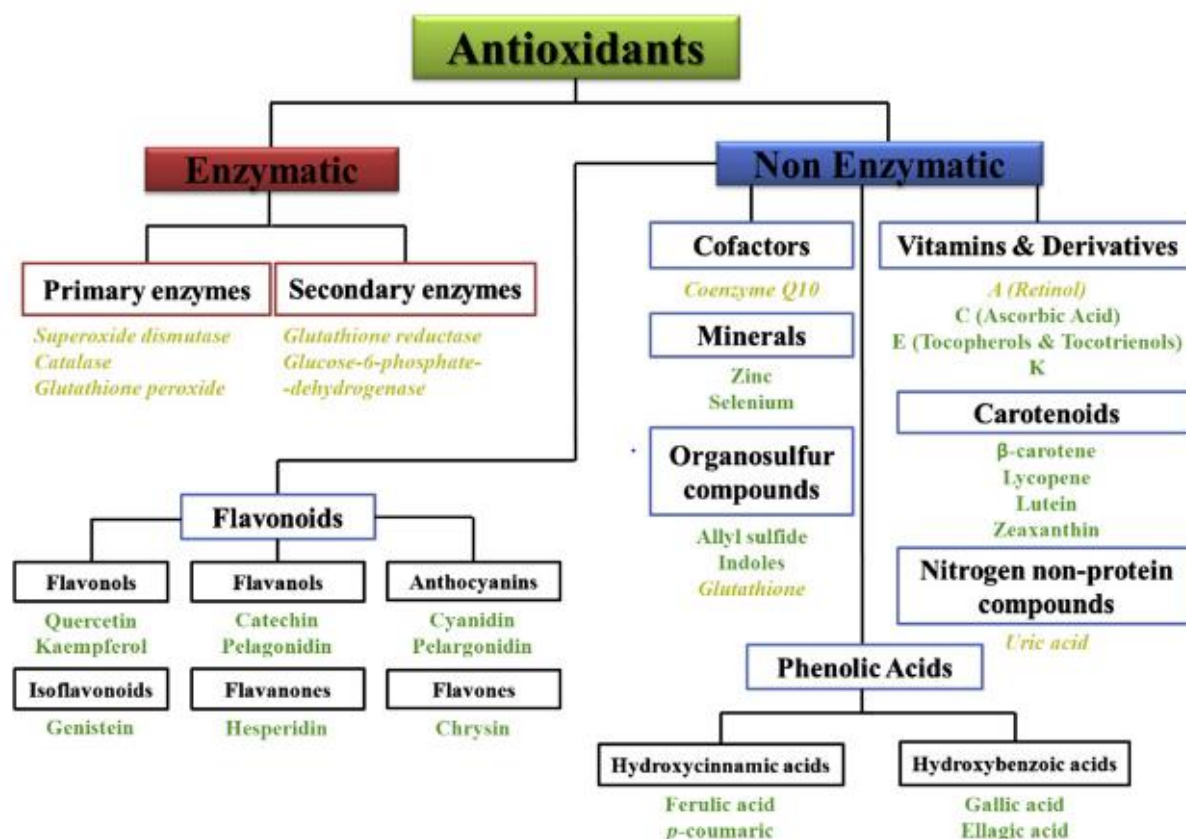 Antioxidants
Enzymatic
Non Enzymatic
Primary enzymes
Superoxide dismutase
Catalase
Glutathione peroxide
Secondary enzymes
Glutathione reductase
Glucose-6-phosphate-
-dehydrogenase
Cofactors
Coenzyme Q10
Minerals
Zinc
Selenium
Organosulfur
compounds
Allyl sulfide
Indoles
Glutathione
Vitamins & Derivatives
A (Retinol)
C (Ascorbic Acid)
E (Tocopherols & Tocotrienols)
K
Carotenoids
β-carotene
Lycopene
Lutein
Zeaxanthin
Nitrogen non-protein
compounds
Uric acid
Flavonoids
Flavonols
Quercetin
Kaempferol
Flavanols
Catechin
Pelagonidin
Anthocyanins
Cyanidin
Pelargonidin
Isoflavonoids
Genistein
Flavanones
Hesperidin
Flavones
Chrysin
Phenolic Acids
Hydroxycinnamic acids
Ferulic acid
p-coumaric
Hydroxybenzoic acids
Gallic acid
Ellagic acid